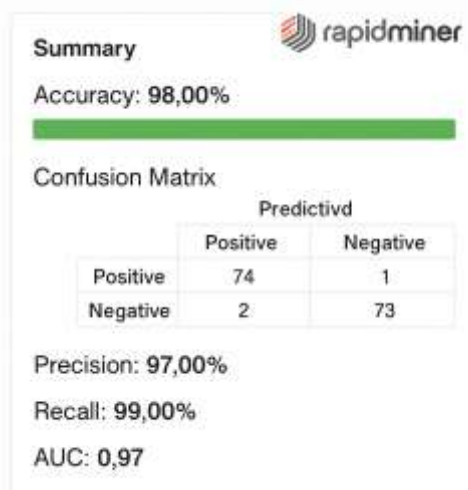 rapidminer
Summary
Accuracy: 98,00%
Confusion Matrix
Predictivd
Positive Negative
Positive 74 1
Negative 2 73
Precision: 97,00%
Recall: 99,00%
AUC: 0,97